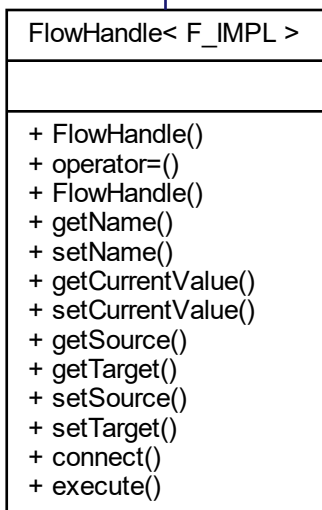 FlowHandle< F_IMPL >
+ FlowHandle()
+ operator=()
+ FlowHandle()
+ getName()
+ setName()
+ getCurrentValue()
+ setCurrentValue()
+ getSource()
+ getTarget()
+ setSource()
+ setTarget()
+ connect()
+ execute()